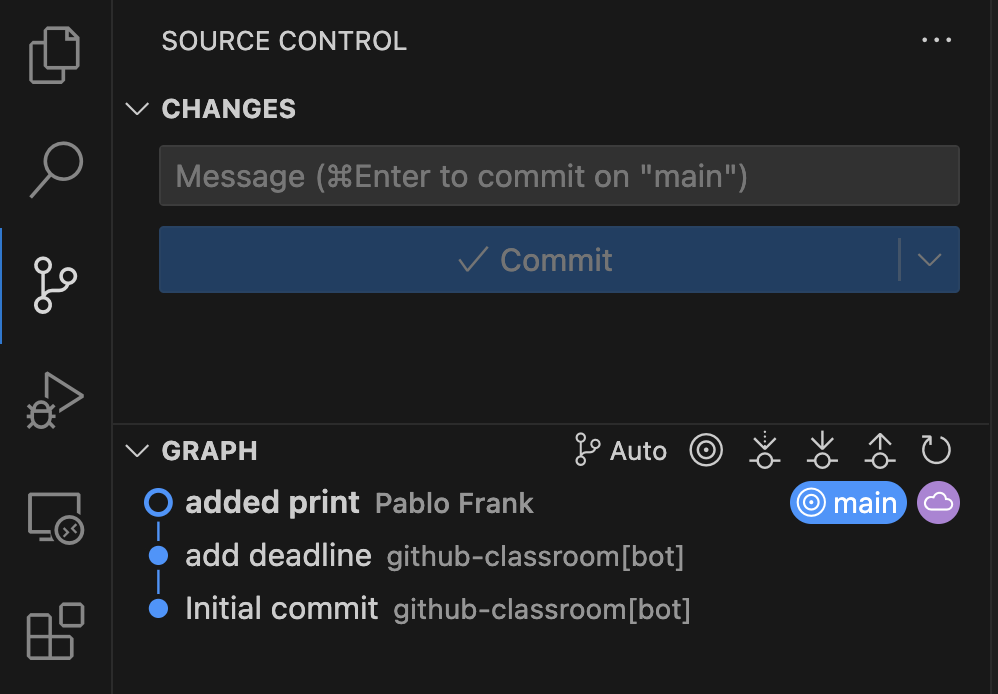 SOURCE CONTROL
CHANGES
Message (⌘Enter to commit on "main")
Commit
GRAPH Auto
added print Pablo Frank main
add deadline github-classroom[bot]
Initial commit github-classroom[bot]